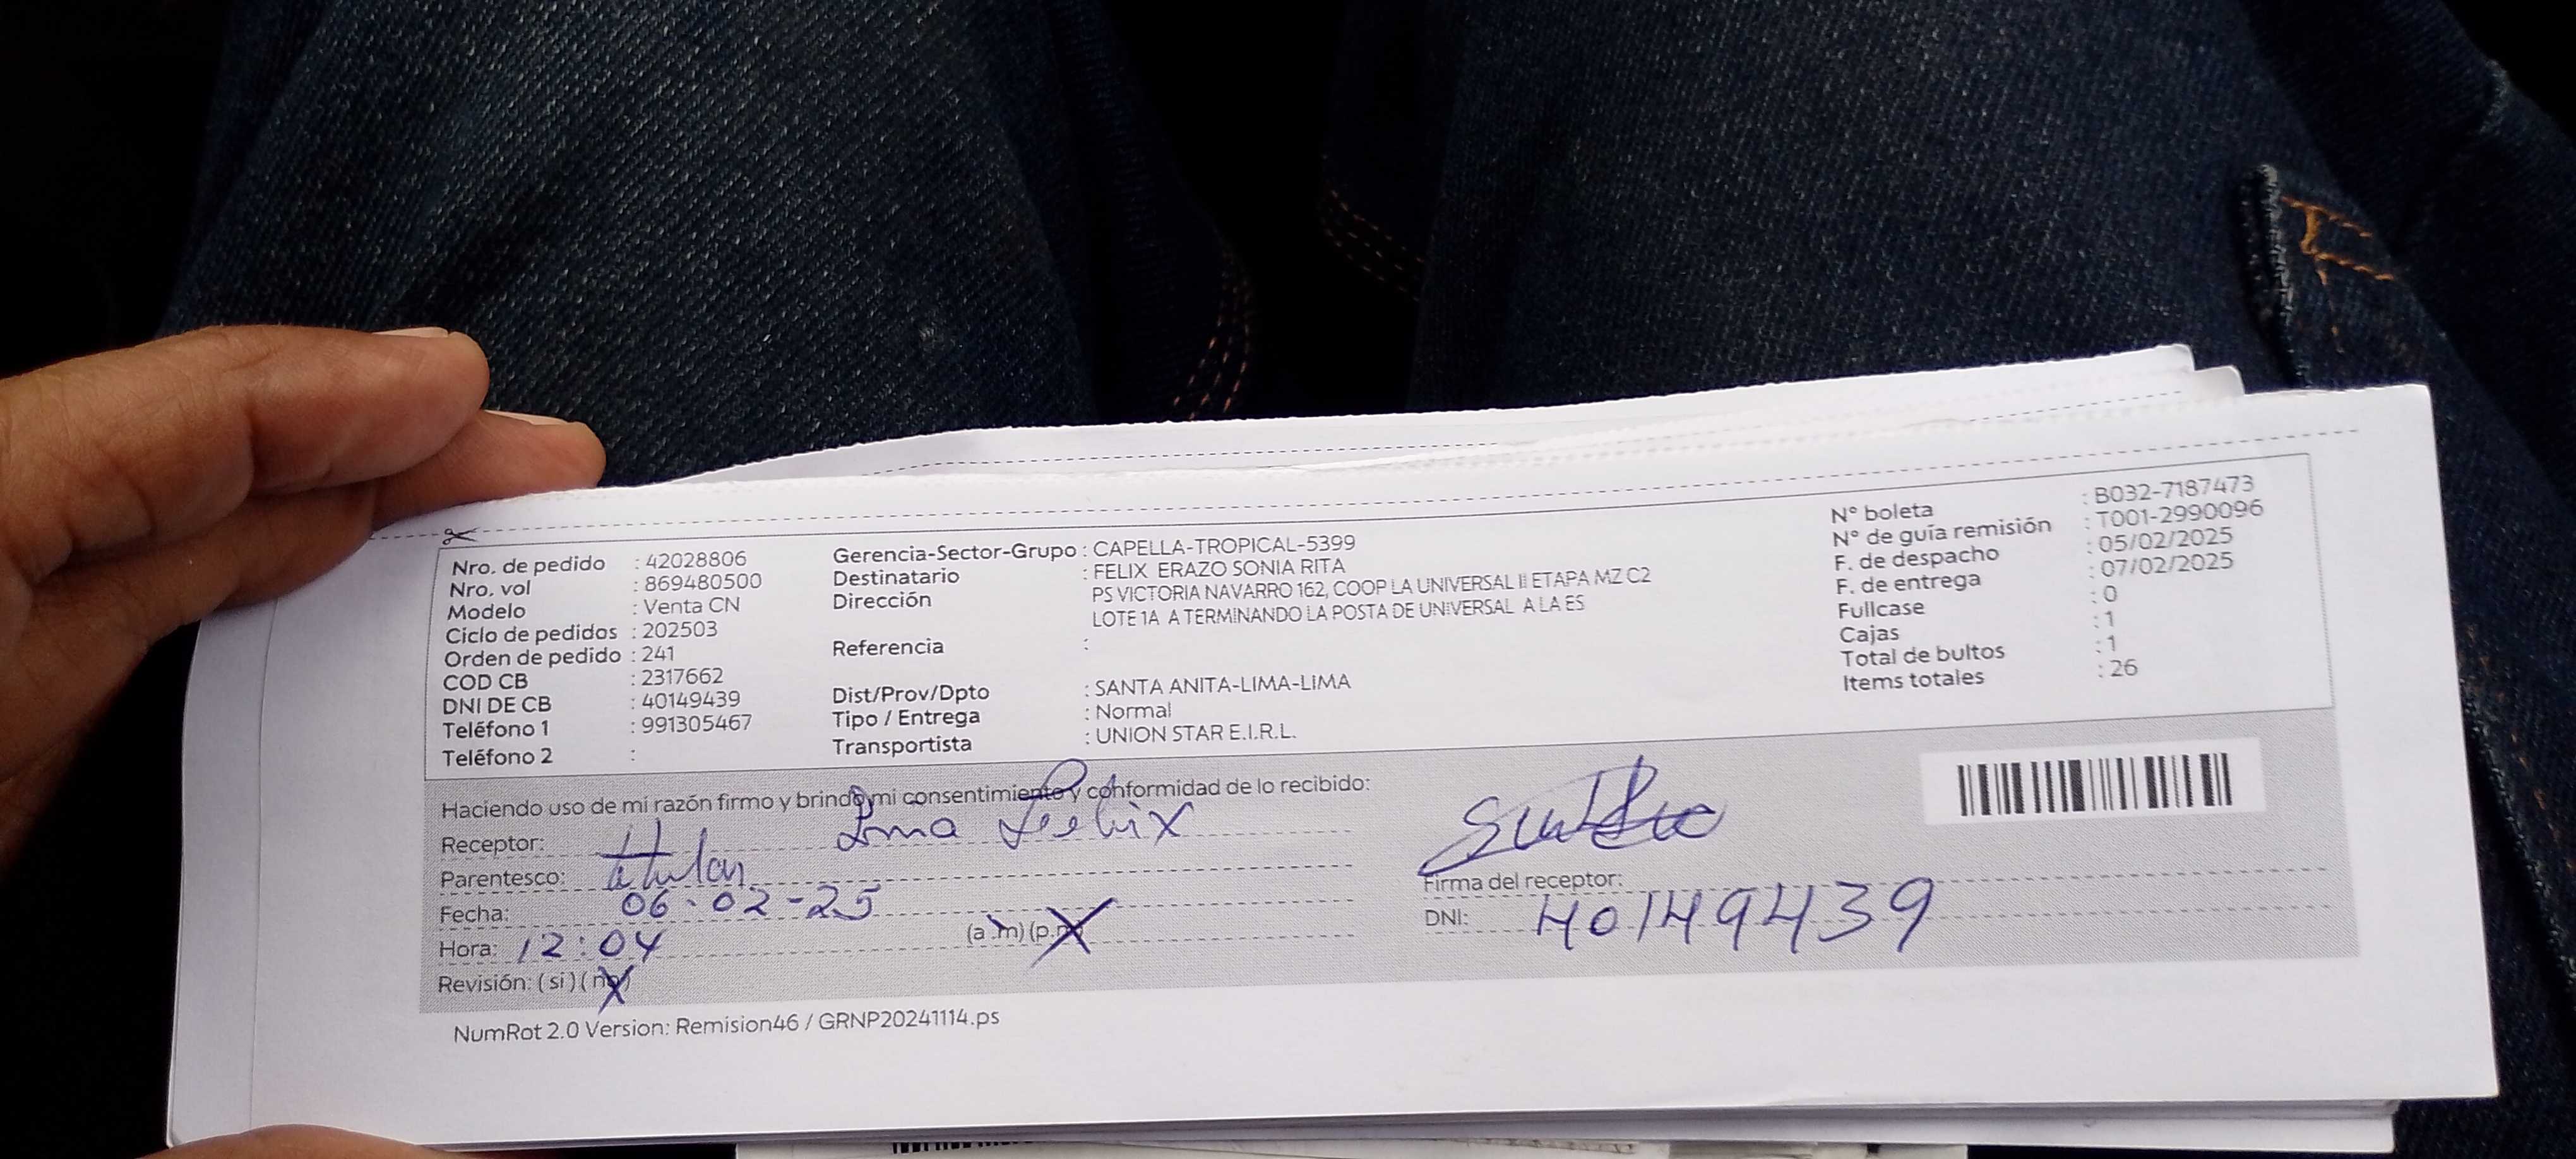 Nro. de pedido : 42028806
Nro. vol : 869480500
Modelo : Venta CN
Ciclo de pedidos : 202503
Orden de pedido : 241
COD CB : 2317662
DNI DE CB : 40149439
Teléfono 1 : 991305467
Teléfono 2 :
Gerencia-Sector-Grupo : CAPELLA-TROPICAL-5399
Destinatario : FELIX ERAZO SONIA RITA
Dirección PS VICTORIA NAVARRO 162, COOP LA UNIVERSAL II ETAPA MZ C2
LOTE 1A A TERMINANDO LA POSTA DE UNIVERSAL A LA ES
Referencia :
Dist/Prov/Dpto : SANTA ANITA-LIMA-LIMA
Tipo / Entrega : Normal
Transportista : UNION STAR E.I.R.L.
N° boleta : B032-7187473
N° de guía remisión : T001-2990096
F. de despacho : 05/02/2025
F. de entrega : 07/02/2025
Fullcase : 0
Cajas : 1
Total de bultos : 1
Items totales : 26
Haciendo uso de mi razón firmo y brindo mi consentimiento y conformidad de lo recibido:
Receptor:
Parentesco: titular
Fecha: 06-02-25
Hora: 12:04 (a.m) (p.m)
Revisión: (si) (no)
Firma del receptor:
DNI: 40149439
NumRot 2.0 Version: Remision46 / GRNP20241114.ps